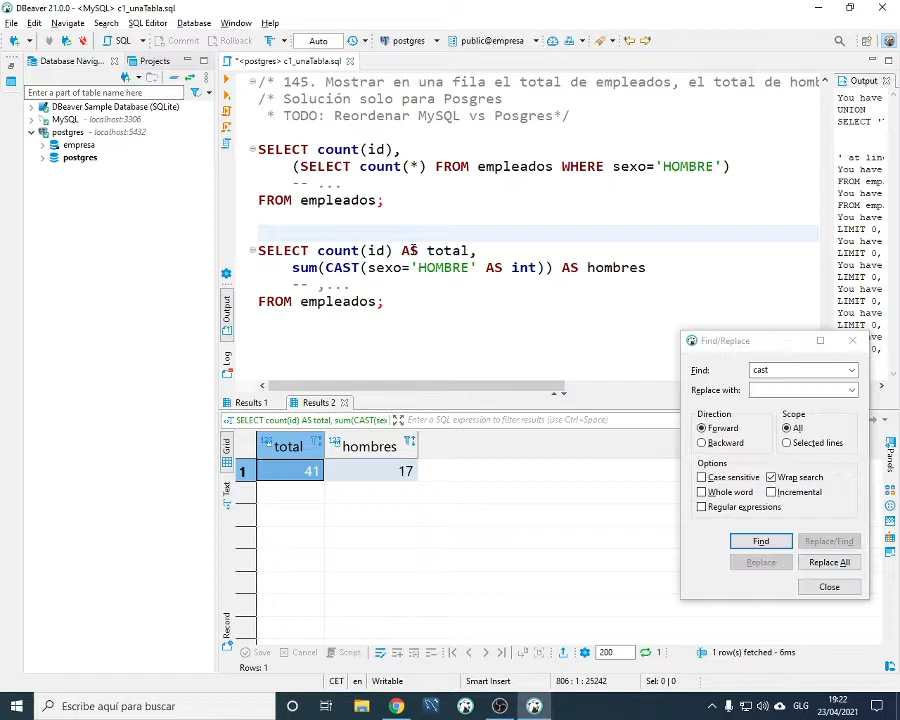 DBeaver 21.0.0 - <MySQL> c1_unaTabla.sql
File Edit Navigate Search SQL Editor Database Window Help
SQL Commit Rollback Auto postgres public@empresa
Database Navig... Projects
*<postgres> c1_unaTabla.sql
Output
Enter a part of table name here
DBeaver Sample Database (SQLite)
MySQL - localhost:3306
postgres - localhost:5432
empresa
postgres
/* 145. Mostrar en una fila el total de empleados, el total de homb
/* Solución solo para Posgres
* TODO: Reordenar MySQL vs Posgres*/
SELECT count(id),
(SELECT count(*) FROM empleados WHERE sexo='HOMBRE')
-- ...
FROM empleados;
SELECT count(id) AS total,
sum(CAST(sexo='HOMBRE' AS int)) AS hombres
-- ,...
FROM empleados;
You have
UNION
SELECT '
' at line
You have
FROM emp
You have
FROM emp
You have
LIMIT 0,
You have
LIMIT 0,
You have
LIMIT 0,
You have
LIMIT 0,
You have
LIMIT 0,
Output
Log
Find/Replace
Find: cast
Replace with:
Direction Scope
Forward All
Backward Selected lines
Options
Case sensitive Wrap search
Whole word Incremental
Regular expressions
Find Replace/Find
Replace Replace All
Close
Results 1 Results 2
SELECT count(id) AS total, sum(CAST(sex Enter a SQL expression to filter results (use Ctrl+Space)
Grid
Text
Record
Panels
total hombres
1 41 17
Save Cancel Script 200 1 1 row(s) fetched - 6ms
Rows: 1
CET en Writable Smart Insert 806 : 1 : 25242 Sel: 0 | 0
Escribe aquí para buscar
GLG 19:22
23/04/2021